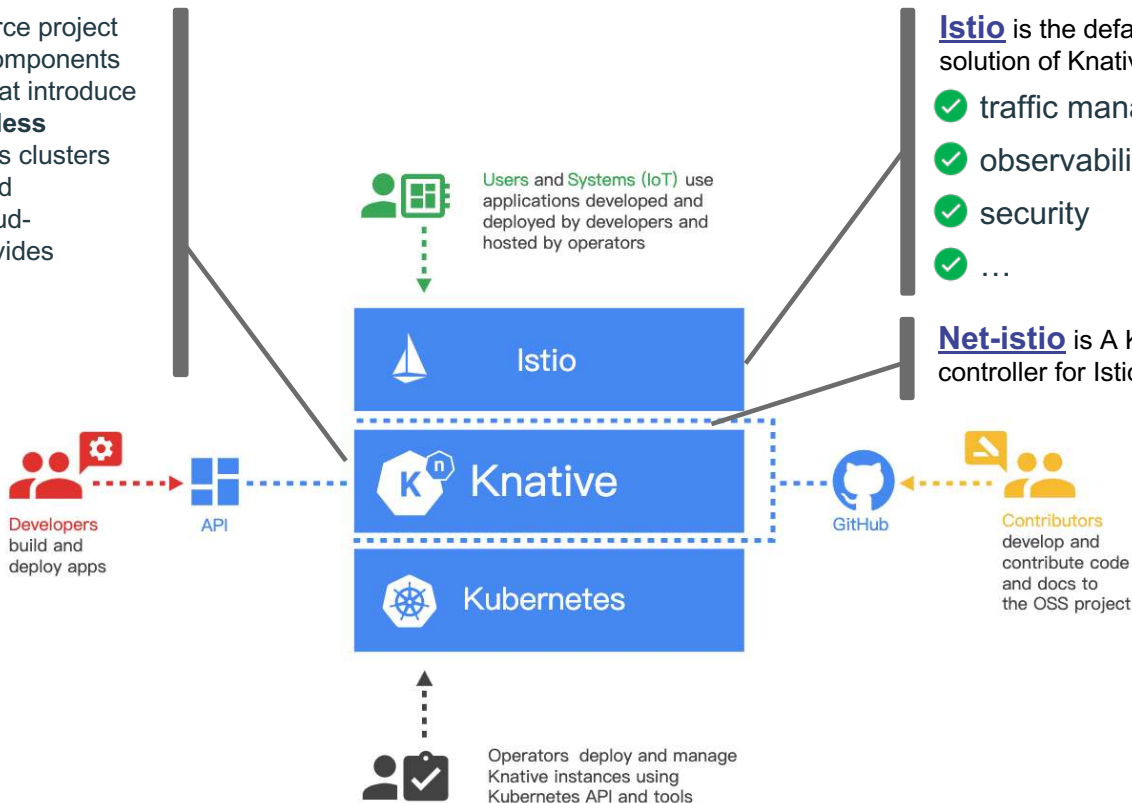 rce project
omponents
at introduce
less
s clusters
d
ud-
vides
Istio is the defa
solution of Knativ
traffic mana
observabili
security
…
Net-istio is A K
controller for Istio
Users and Systems (IoT) use
applications developed and
deployed by developers and
hosted by operators
Istio
K n Knative
Kubernetes
Developers
build and
deploy apps
API
GitHub
Contributors
develop and
contribute code
and docs to
the OSS project
Operators deploy and manage
Knative instances using
Kubernetes API and tools